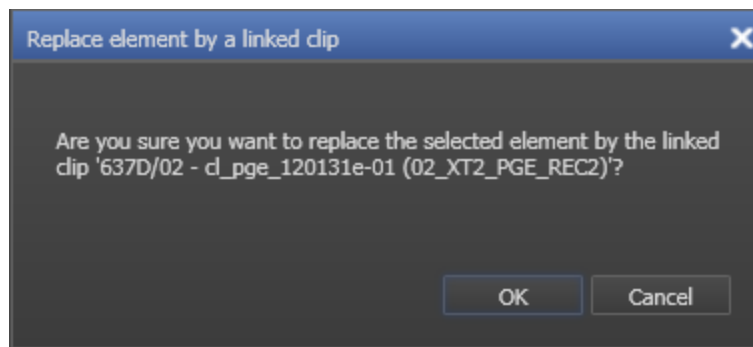 Replace element by a linked clip
Are you sure you want to replace the selected element by the linked
clip '637D/02 - cl_pge_120131e-01 (02_XT2_PGE_REC2)'?
OK
Cancel